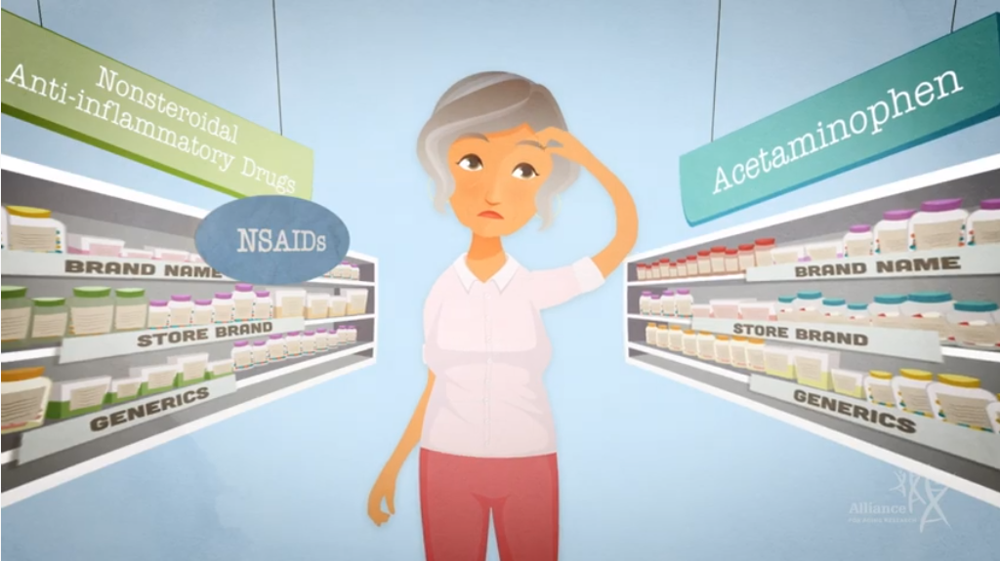 Nonsteroidal
Anti-inflammatory Drugs
NSAIDs
BRAND NAME
STORE BRAND
GENERICS
Acetaminophen
BRAND NAME
STORE BRAND
GENERICS
Alliance